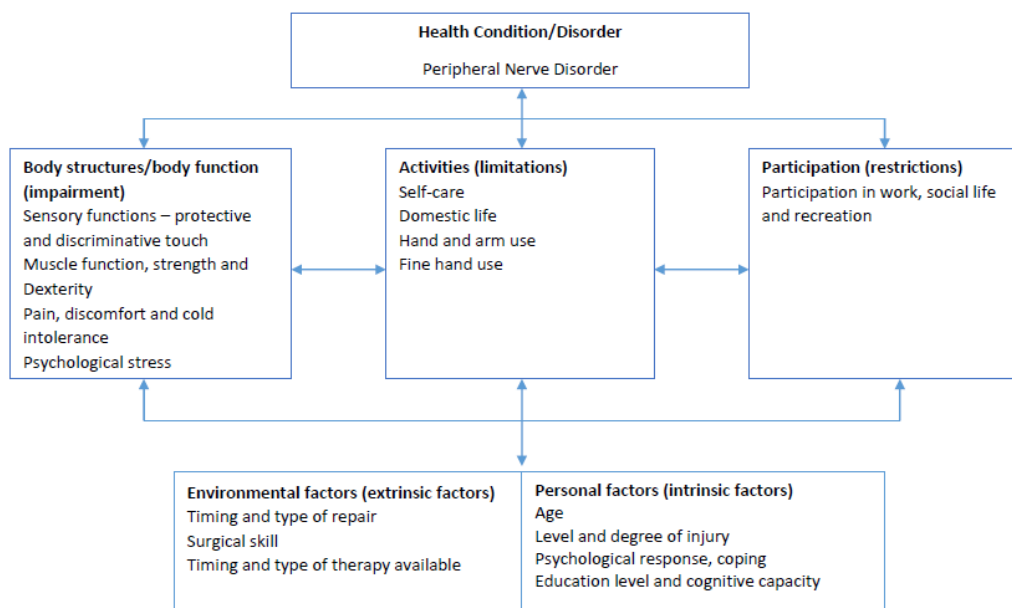 Health Condition/Disorder
Peripheral Nerve Disorder
Body structures/body function
(impairment)
Sensory functions – protective
and discriminative touch
Muscle function, strength and
Dexterity
Pain, discomfort and cold
intolerance
Psychological stress
Activities (limitations)
Self-care
Domestic life
Hand and arm use
Fine hand use
Participation (restrictions)
Participation in work, social life
and recreation
Environmental factors (extrinsic factors)
Timing and type of repair
Surgical skill
Timing and type of therapy available
Personal factors (intrinsic factors)
Age
Level and degree of injury
Psychological response, coping
Education level and cognitive capacity